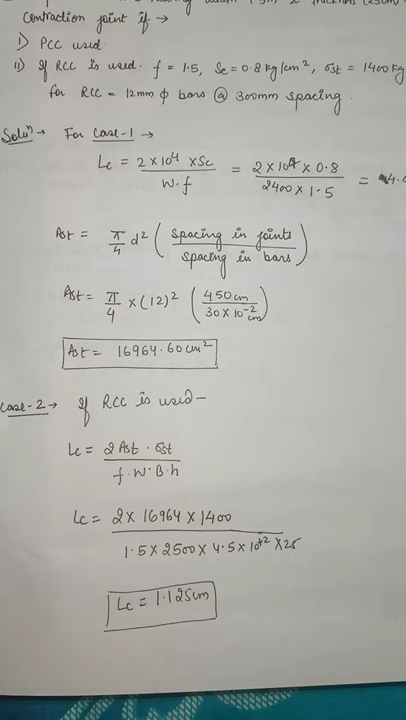 Contraction joint if →
i) PCC used.
ii) If RCC is used. f = 1.5, Sc = 0.8 kg/cm², σst = 1400 kg
for RCC = 12mm φ bars @ 300mm spacing.
Soluⁿ → For Case-1 →
Lc = 2 × 10⁴ × Sc / W.f = 2 × 10⁴ × 0.8 / 2400 × 1.5 = 4.
Ast = π/4 d² (spacing in joints / spacing in bars)
Ast = π/4 × (12)² (450 cm / 30 × 10⁻² cm)
Ast = 16964.60 cm²
Case-2 → If RCC is used -
Lc = 2 Ast . σst / f. W. B. h
Lc = 2 × 16964 × 1400 / 1.5 × 2500 × 4.5 × 10⁺² × 25
Lc = 1.125cm